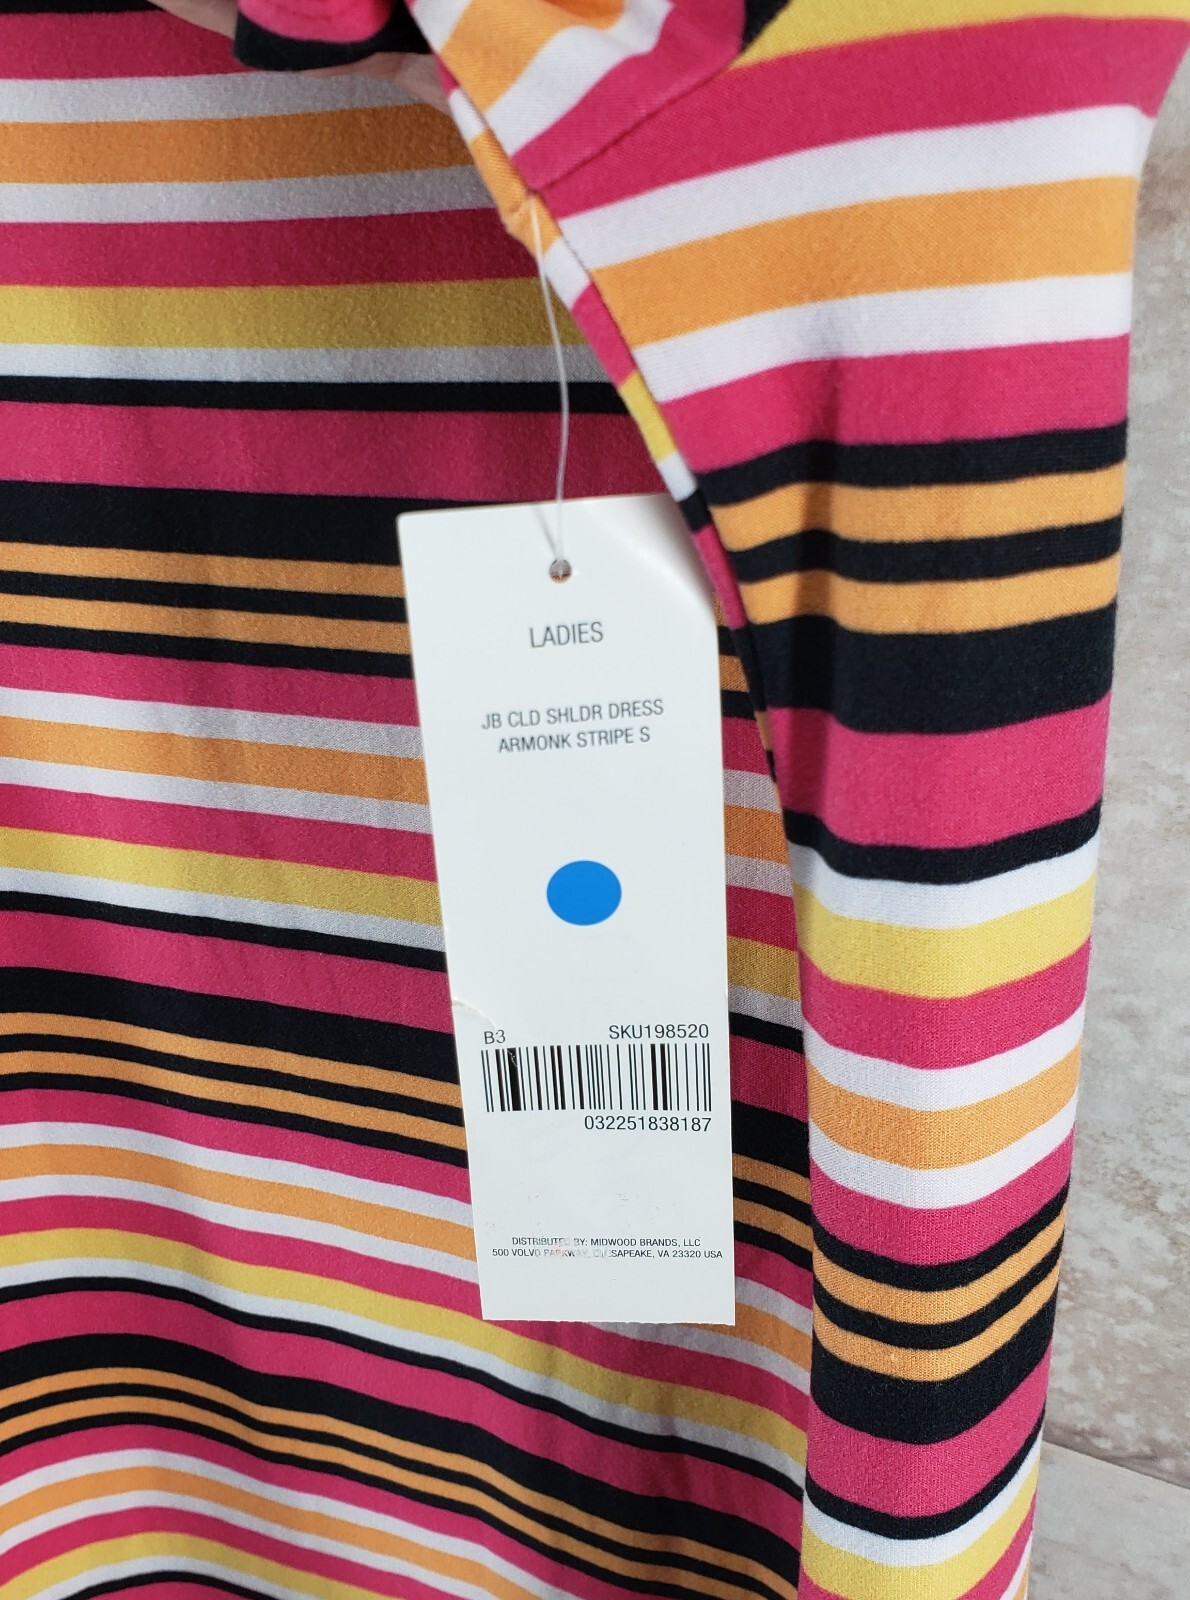 LADIES
JB CLD SHLDR DRESS
ARMONK STRIPE S
B3 SKU198520
032251838187
DISTRIBUTED BY: MIDWOOD BRANDS, LLC
500 VOLVO PARKWAY, CHESAPEAKE, VA 23320 USA